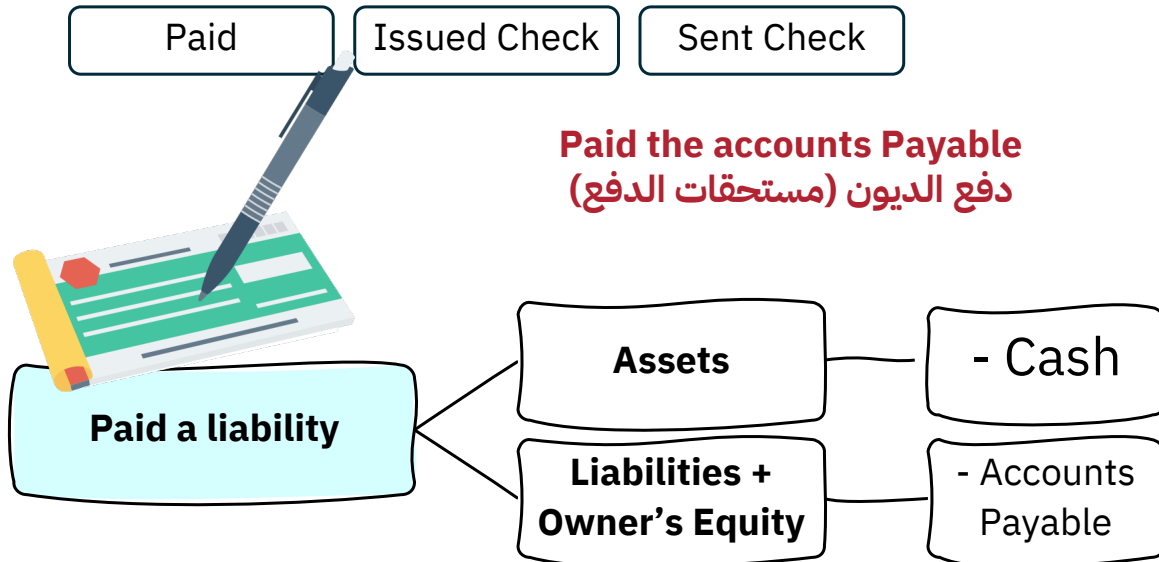 Paid
Issued Check
Sent Check
Paid the accounts Payable
دفع الديون (مستحقات الدفع)
Paid a liability
Assets
- Cash
Liabilities +
Owner’s Equity
- Accounts
Payable